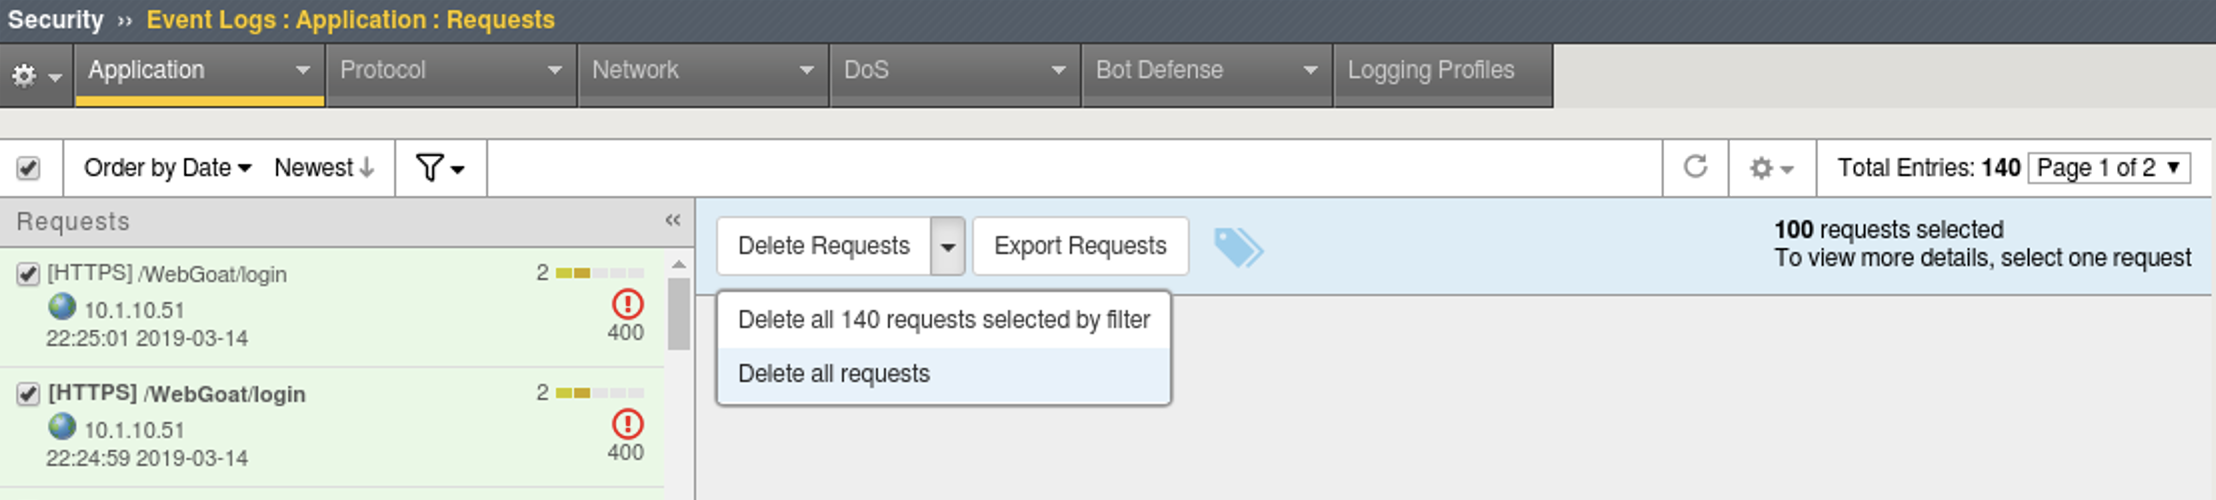 Security ›› Event Logs : Application : Requests
Application Protocol Network DoS Bot Defense Logging Profiles
Order by Date Newest Total Entries: 140 Page 1 of 2
Requests «
Delete Requests Export Requests
100 requests selected
To view more details, select one request
Delete all 140 requests selected by filter
Delete all requests
[HTTPS] /WebGoat/login 2
10.1.10.51
22:25:01 2019-03-14 400
[HTTPS] /WebGoat/login 2
10.1.10.51
22:24:59 2019-03-14 400